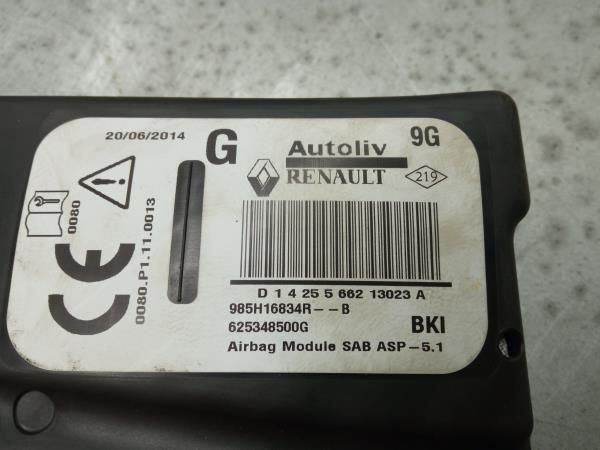 20/06/2014
G
Autoliv
9G
RENAULT
219
0080
0080.P1.11.0013
CE
D 1 4 25 5 662 13023 A
985H16834R--B
625348500G
BKI
Airbag Module SAB ASP-5.1